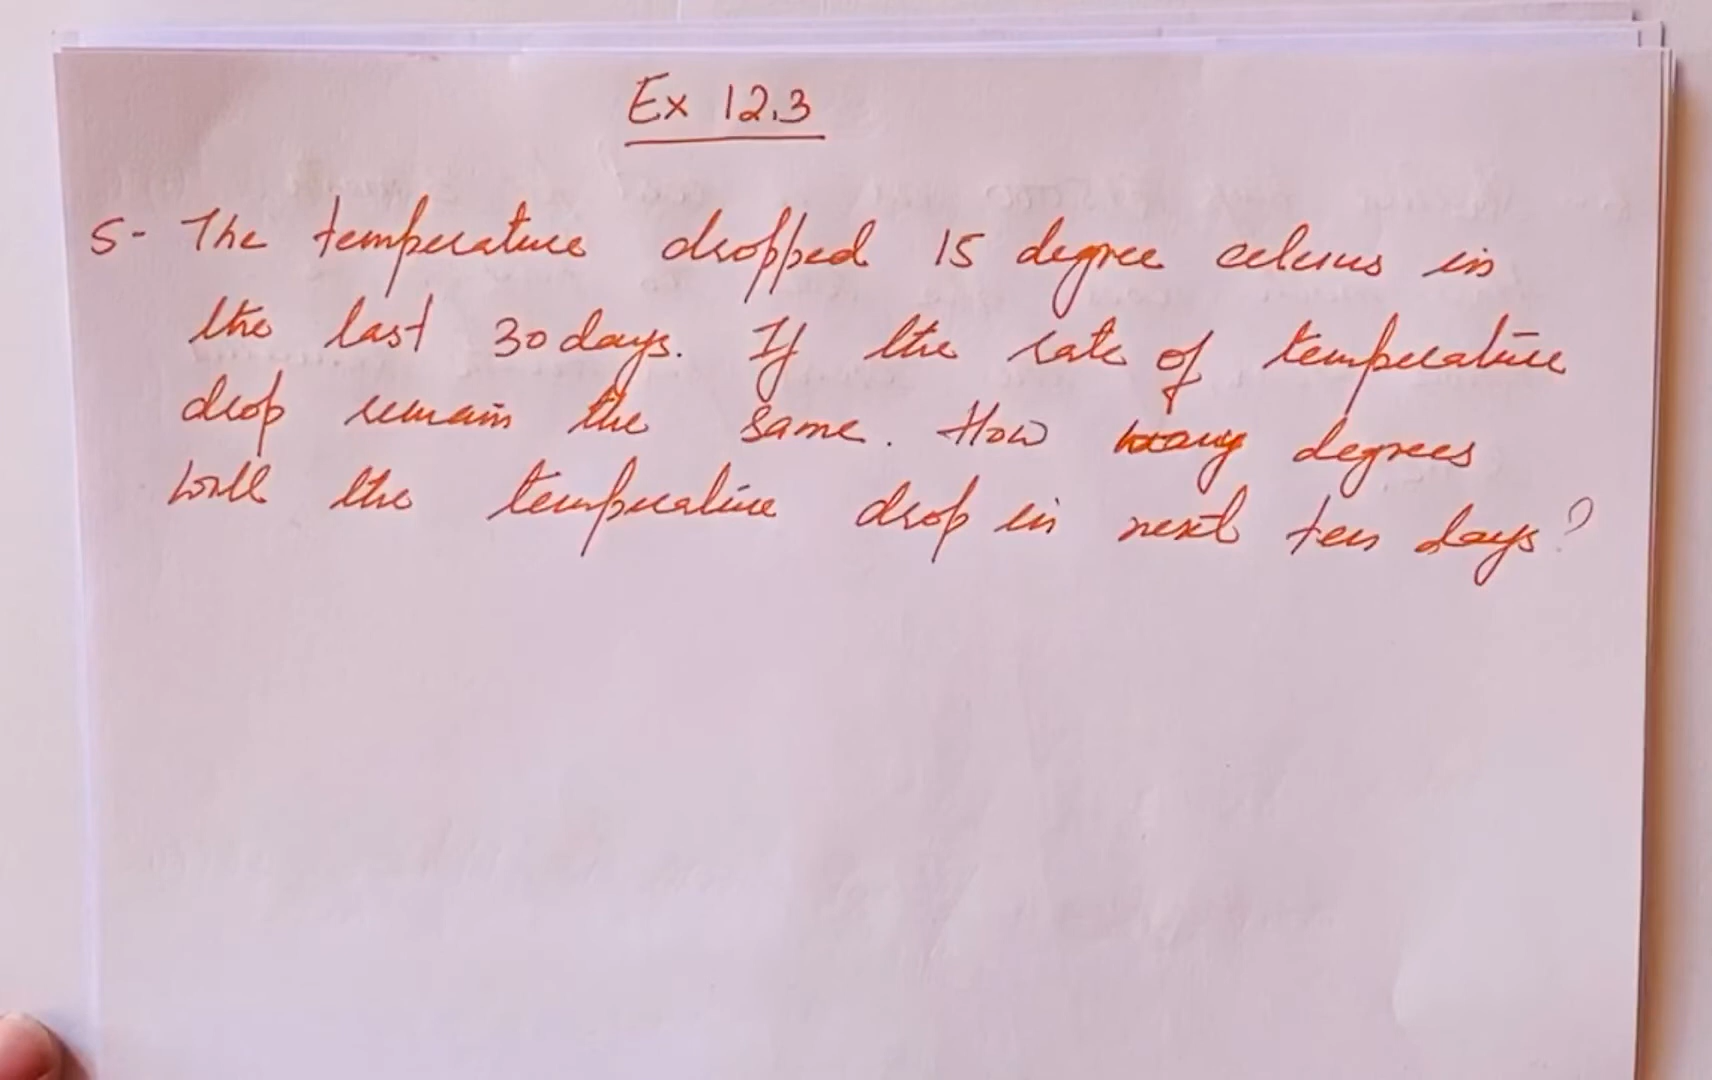 Ex 12.3
5- The temperature dropped 15 degree celcius in
the last 30 days. If the rate of temperature
drop remain the same. How many degrees
will the temperature drop in next ten days?